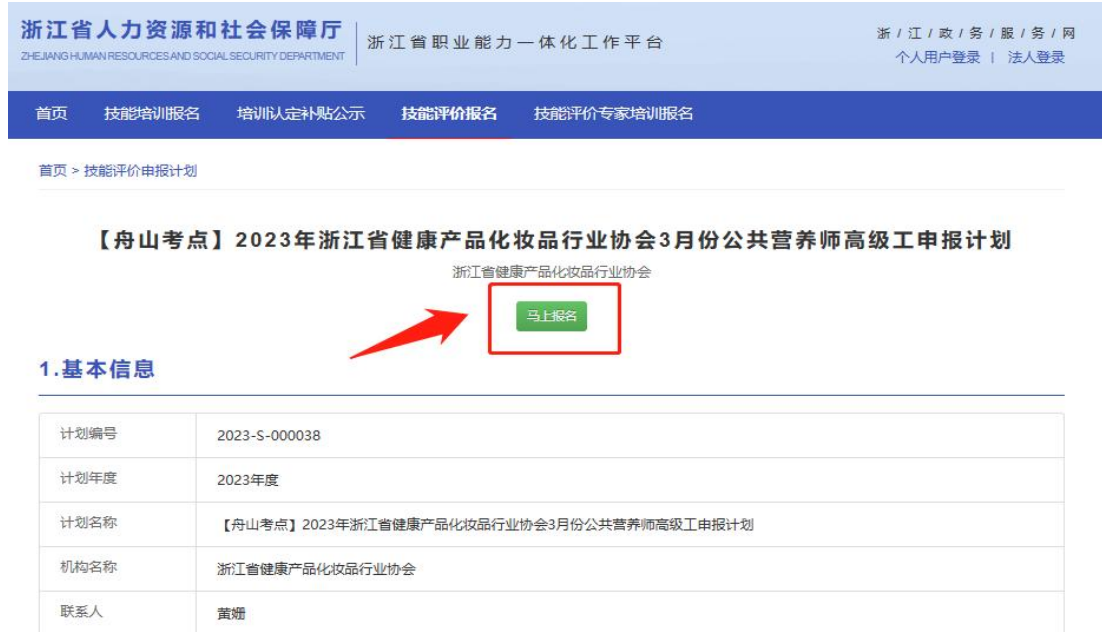 浙江省人力资源和社会保障厅
ZHEJIANG HUMAN RESOURCES AND SOCIAL SECURITY DEPARTMENT
浙江省职业能力一体化工作平台
浙 / 江 / 政 / 务 / 服 / 务 / 网
个人用户登录 | 法人登录
首页 技能培训报名 培训认定补贴公示 技能评价报名 技能评价专家培训报名
首页 > 技能评价申报计划
【舟山考点】2023年浙江省健康产品化妆品行业协会3月份公共营养师高级工申报计划
浙江省健康产品化妆品行业协会
马上报名
1.基本信息
计划编号 2023-S-000038
计划年度 2023年度
计划名称 【舟山考点】2023年浙江省健康产品化妆品行业协会3月份公共营养师高级工申报计划
机构名称 浙江省健康产品化妆品行业协会
联系人 黄姗